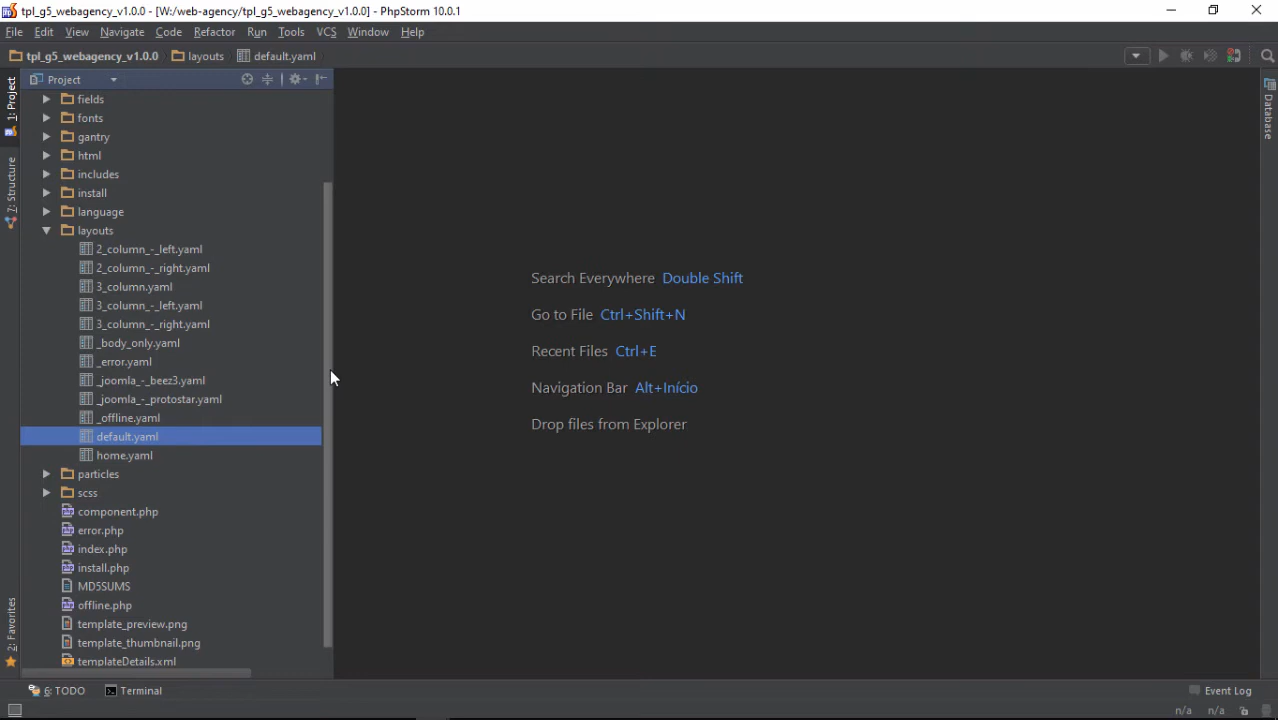 tpl_g5_webagency_v1.0.0 - [W:/web-agency/tpl_g5_webagency_v1.0.0] - PhpStorm 10.0.1
File Edit View Navigate Code Refactor Run Tools VCS Window Help
tpl_g5_webagency_v1.0.0 layouts default.yaml
Project
1: Project
7: Structure
2: Favorites
fields
fonts
gantry
html
includes
install
language
layouts
2_column_-_left.yaml
2_column_-_right.yaml
3_column.yaml
3_column_-_left.yaml
3_column_-_right.yaml
_body_only.yaml
_error.yaml
_joomla_-_beez3.yaml
_joomla_-_protostar.yaml
_offline.yaml
default.yaml
home.yaml
particles
scss
component.php
error.php
index.php
install.php
MD5SUMS
offline.php
template_preview.png
template_thumbnail.png
templateDetails.xml
Search Everywhere Double Shift
Go to File Ctrl+Shift+N
Recent Files Ctrl+E
Navigation Bar Alt+Início
Drop files from Explorer
Database
6: TODO Terminal
Event Log
n/a n/a